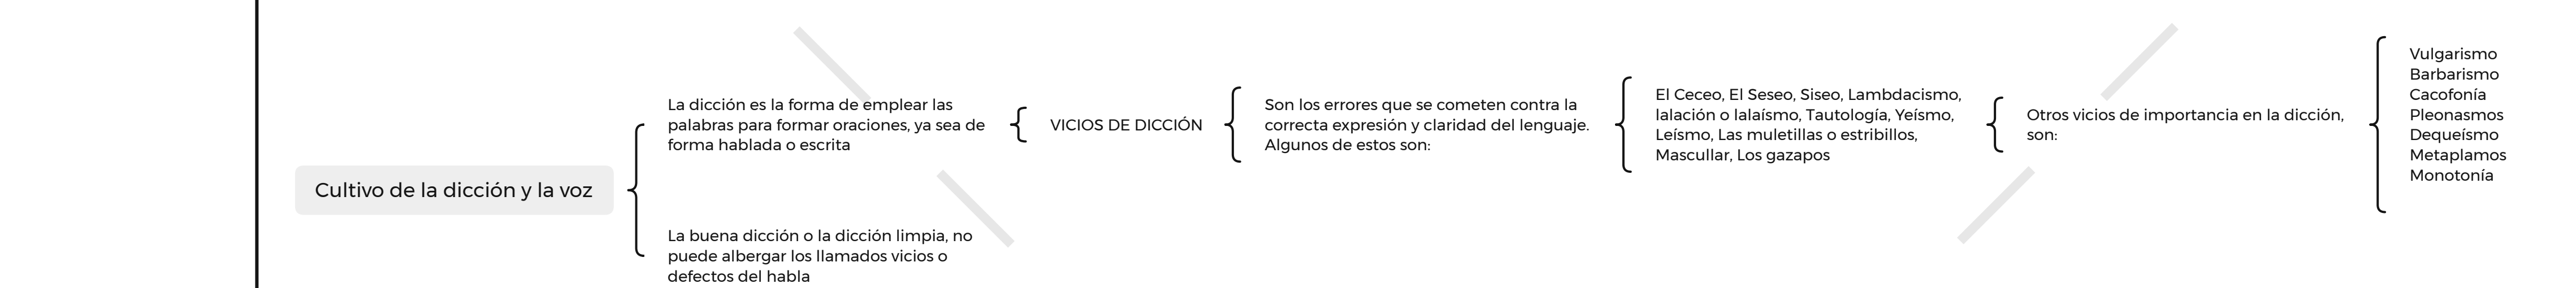 Cultivo de la dicción y la voz
La dicción es la forma de emplear las
palabras para formar oraciones, ya sea de
forma hablada o escrita
VICIOS DE DICCIÓN
Son los errores que se cometen contra la
correcta expresión y claridad del lenguaje.
Algunos de estos son:
El Ceceo, El Seseo, Siseo, Lambdacismo,
lalación o lalaísmo, Tautología, Yeísmo,
Leísmo, Las muletillas o estribillos,
Mascullar, Los gazapos
Otros vicios de importancia en la dicción,
son:
Vulgarismo
Barbarismo
Cacofonía
Pleonasmos
Dequeísmo
Metaplamos
Monotonía
La buena dicción o la dicción limpia, no
puede albergar los llamados vicios o
defectos del habla